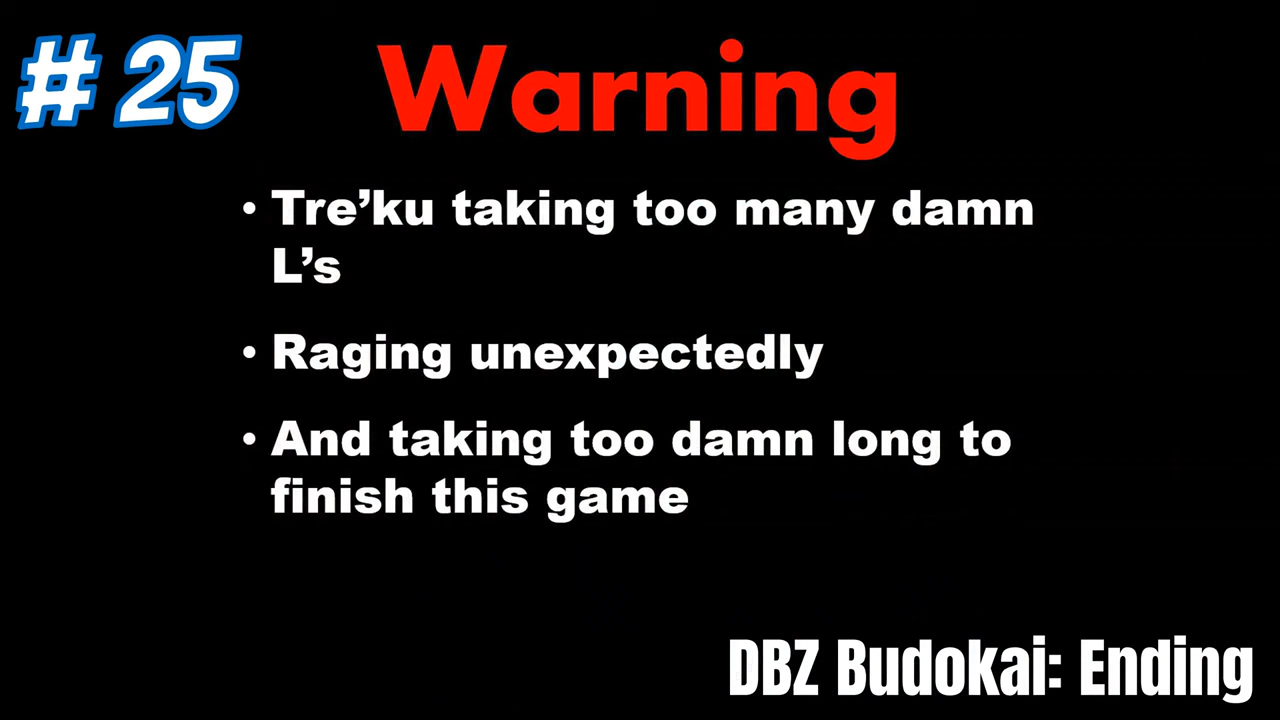 # 25
Warning
• Tre’ku taking too many damn
L’s
• Raging unexpectedly
• And taking too damn long to
finish this game
DBZ Budokai: Ending